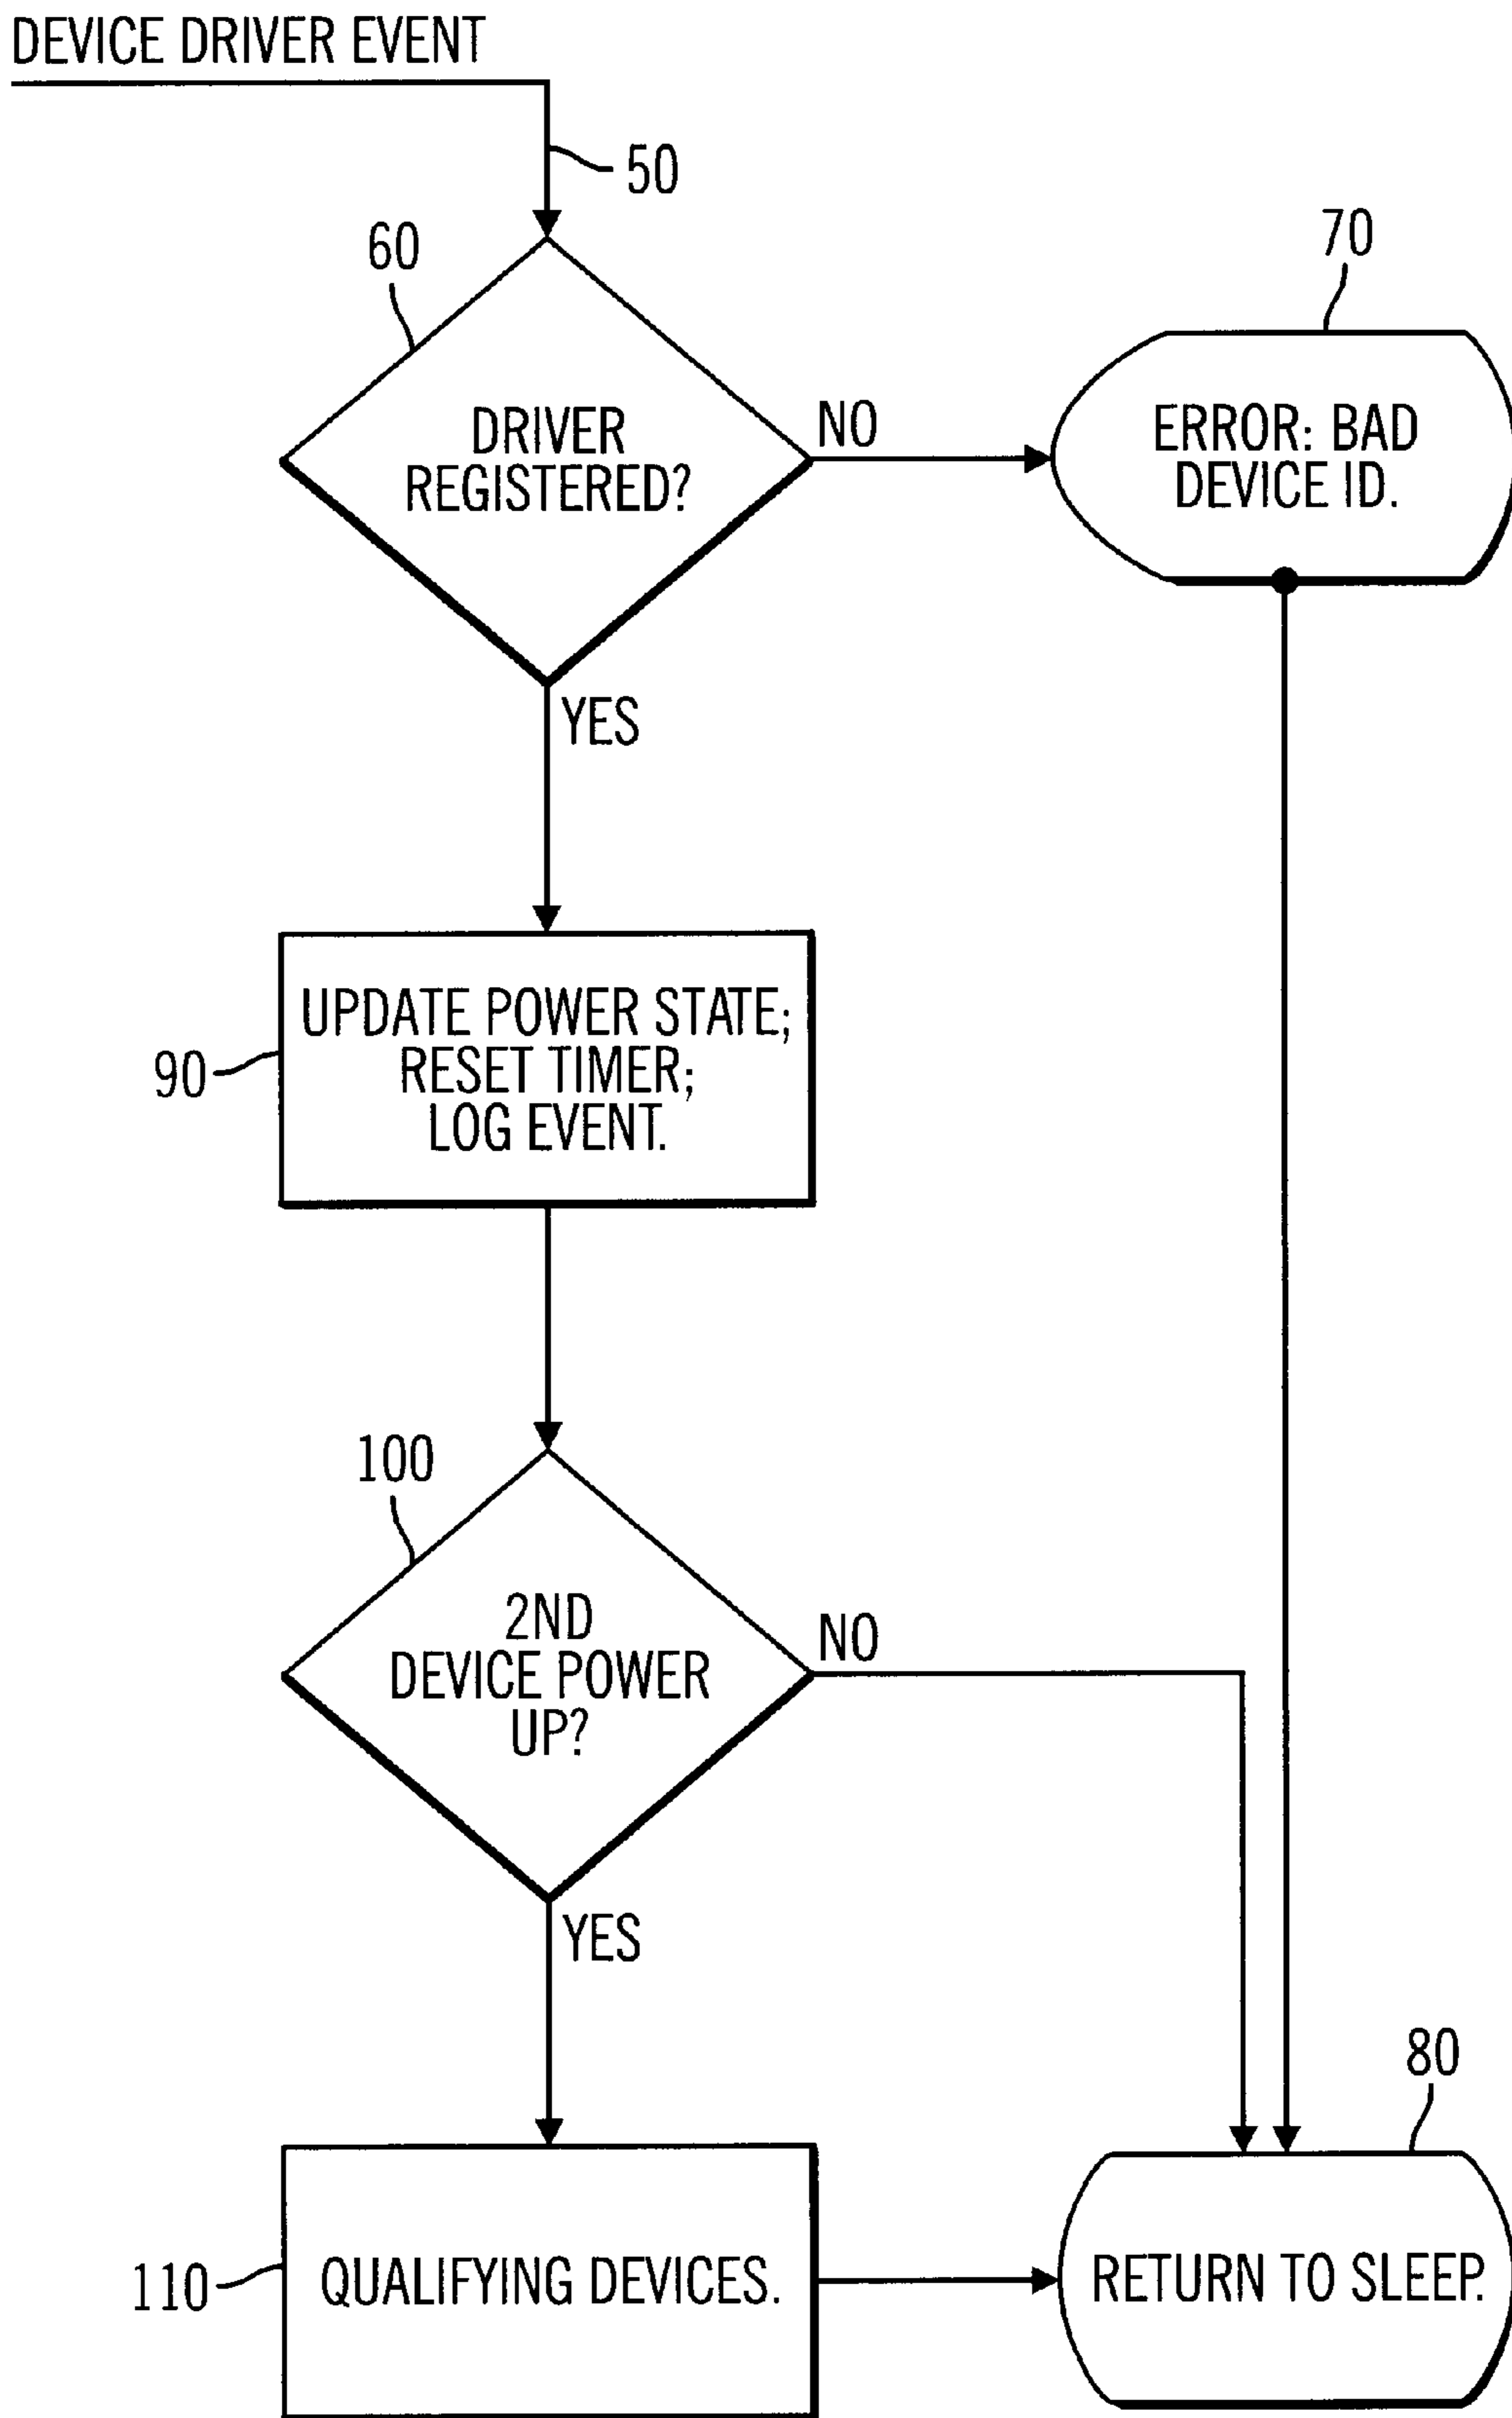 DEVICE DRIVER EVENT
50
60
70
DRIVER
REGISTERED?
NO
ERROR: BAD
DEVICE ID.
YES
UPDATE POWER STATE;
RESET TIMER;
LOG EVENT.
90
100
2ND
DEVICE POWER
UP?
NO
YES
80
110
QUALIFYING DEVICES.
RETURN TO SLEEP.